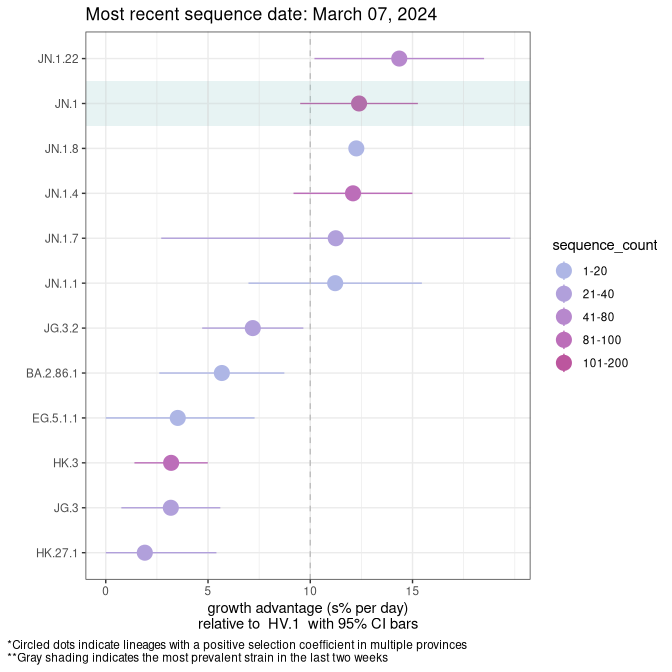 Most recent sequence date: March 07, 2024
JN.1.22
JN.1
JN.1.8
JN.1.4
JN.1.7
JN.1.1
JG.3.2
BA.2.86.1
EG.5.1.1
HK.3
JG.3
HK.27.1
0 5 10 15
growth advantage (s% per day)
relative to HV.1 with 95% CI bars
sequence_count
1-20
21-40
41-80
81-100
101-200
*Circled dots indicate lineages with a positive selection coefficient in multiple provinces
**Gray shading indicates the most prevalent strain in the last two weeks